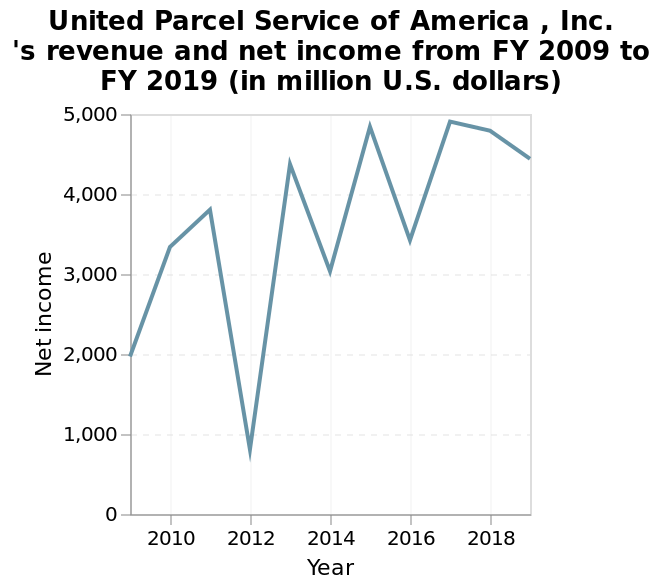 United Parcel Service of America , Inc.
's revenue and net income from FY 2009 to
FY 2019 (in million U.S. dollars)
5,000
4,000
3,000
2,000
1,000
0
Net income
2010 2012 2014 2016 2018
Year